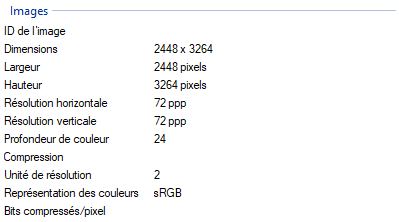 Images
ID de l'image
Dimensions 2448 x 3264
Largeur 2448 pixels
Hauteur 3264 pixels
Résolution horizontale 72 ppp
Résolution verticale 72 ppp
Profondeur de couleur 24
Compression
Unité de résolution 2
Représentation des couleurs sRGB
Bits compressés/pixel